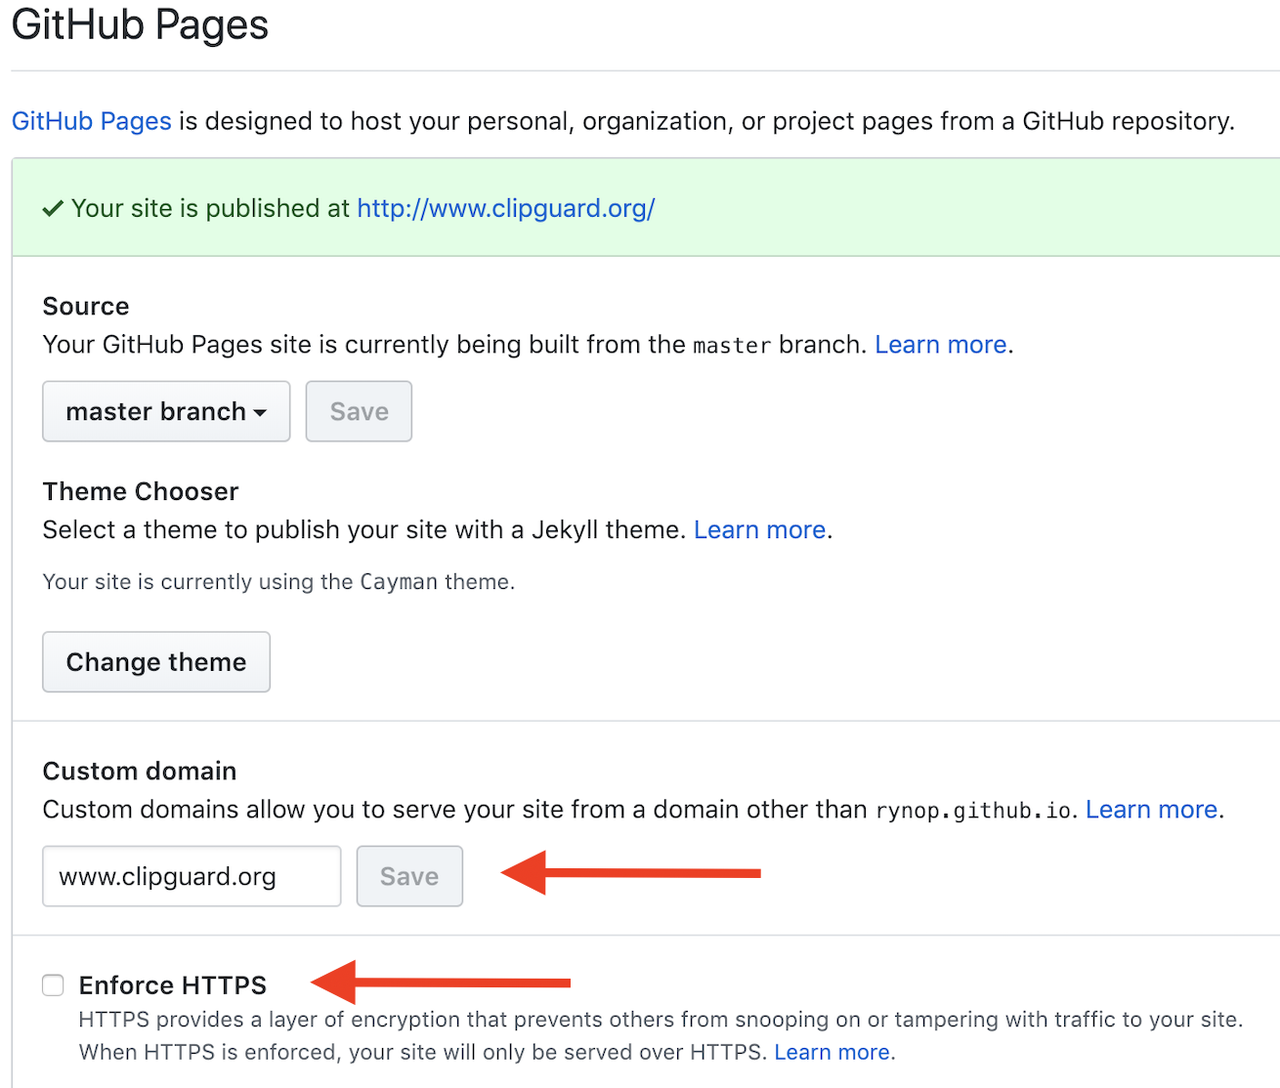 GitHub Pages
GitHub Pages is designed to host your personal, organization, or project pages from a GitHub repository.
Your site is published at http://www.clipguard.org/
Source
Your GitHub Pages site is currently being built from the master branch. Learn more.
master branch Save
Theme Chooser
Select a theme to publish your site with a Jekyll theme. Learn more.
Your site is currently using the Cayman theme.
Change theme
Custom domain
Custom domains allow you to serve your site from a domain other than rynop.github.io. Learn more.
www.clipguard.org Save
Enforce HTTPS
HTTPS provides a layer of encryption that prevents others from snooping on or tampering with traffic to your site.
When HTTPS is enforced, your site will only be served over HTTPS. Learn more.